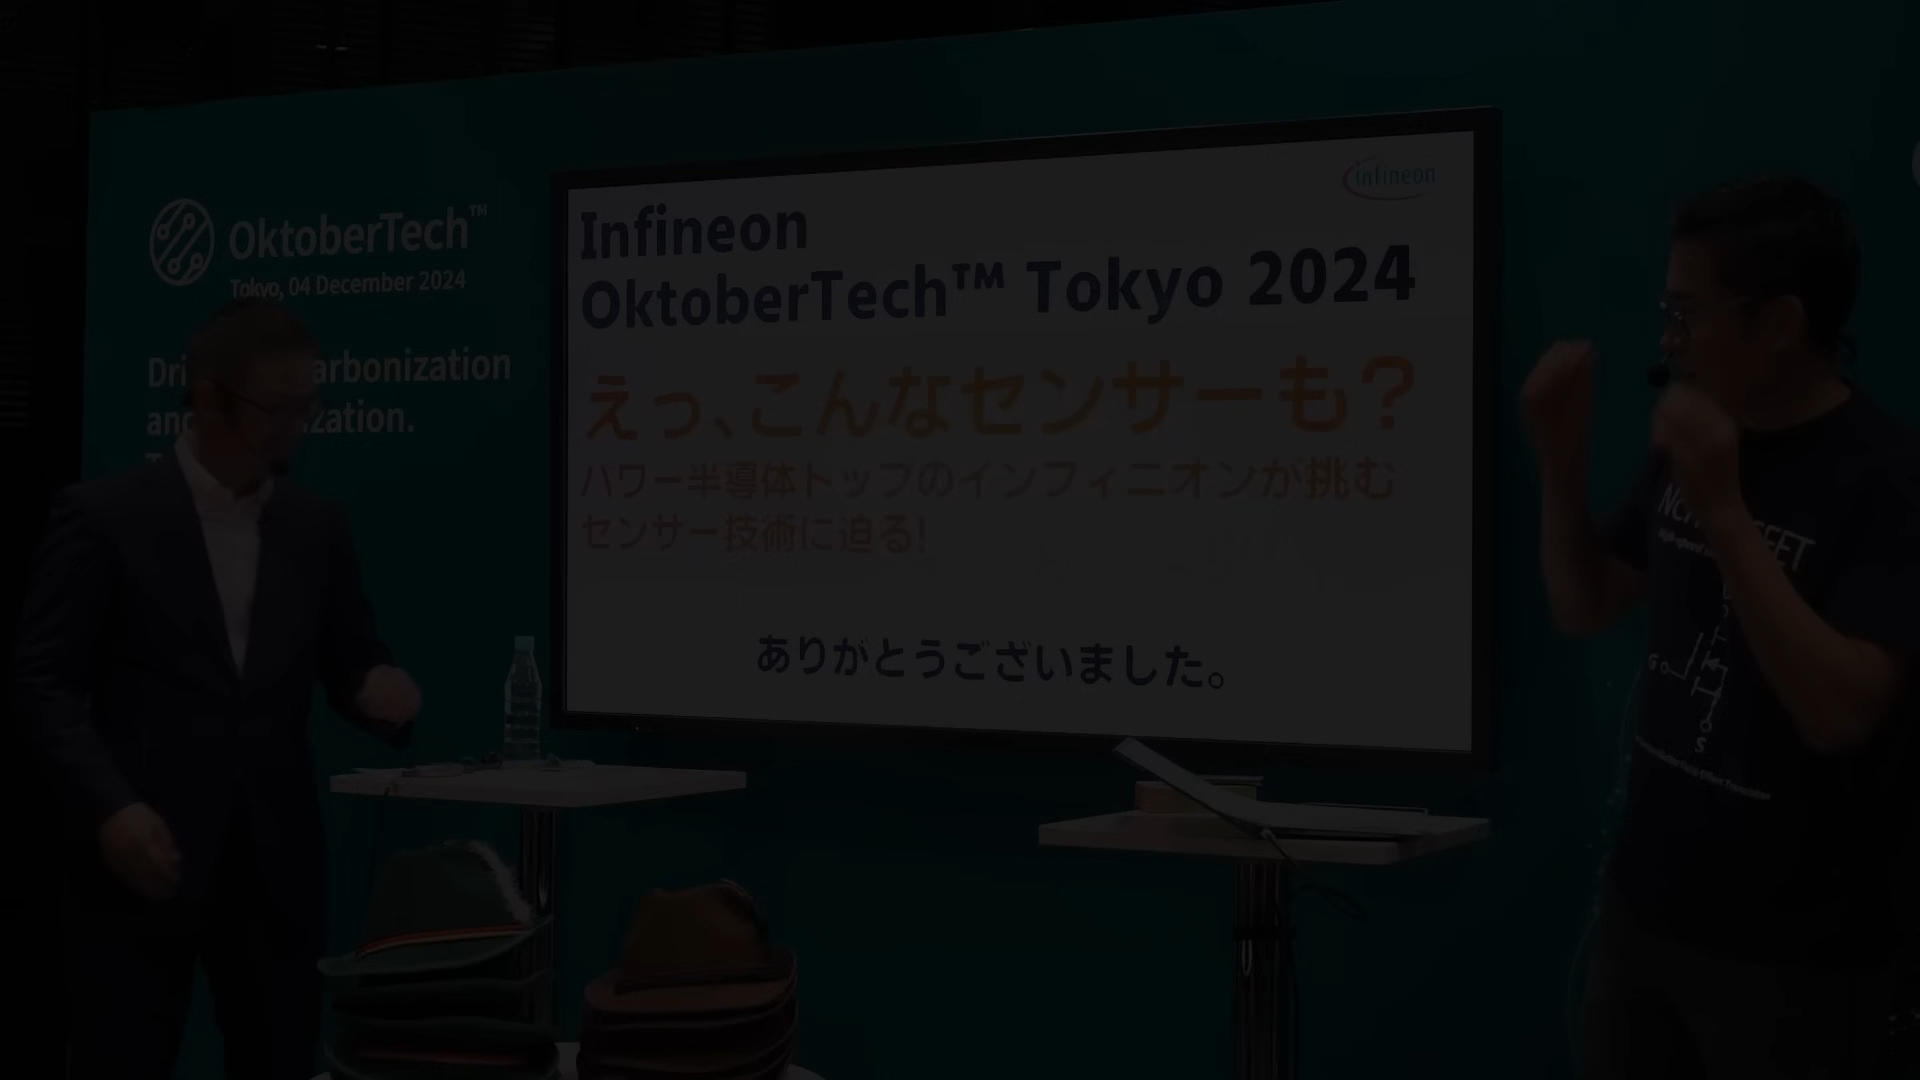 OktoberTech™
Tokyo, 04 December 2024
arbonization
and
zation.
infineon
Infineon
OktoberTech™ Tokyo 2024
えっ、こんなセンサーも？
パワー半導体トップのインフィニオンが挑む
センサー技術に迫る！
ありがとうございました。
G
S